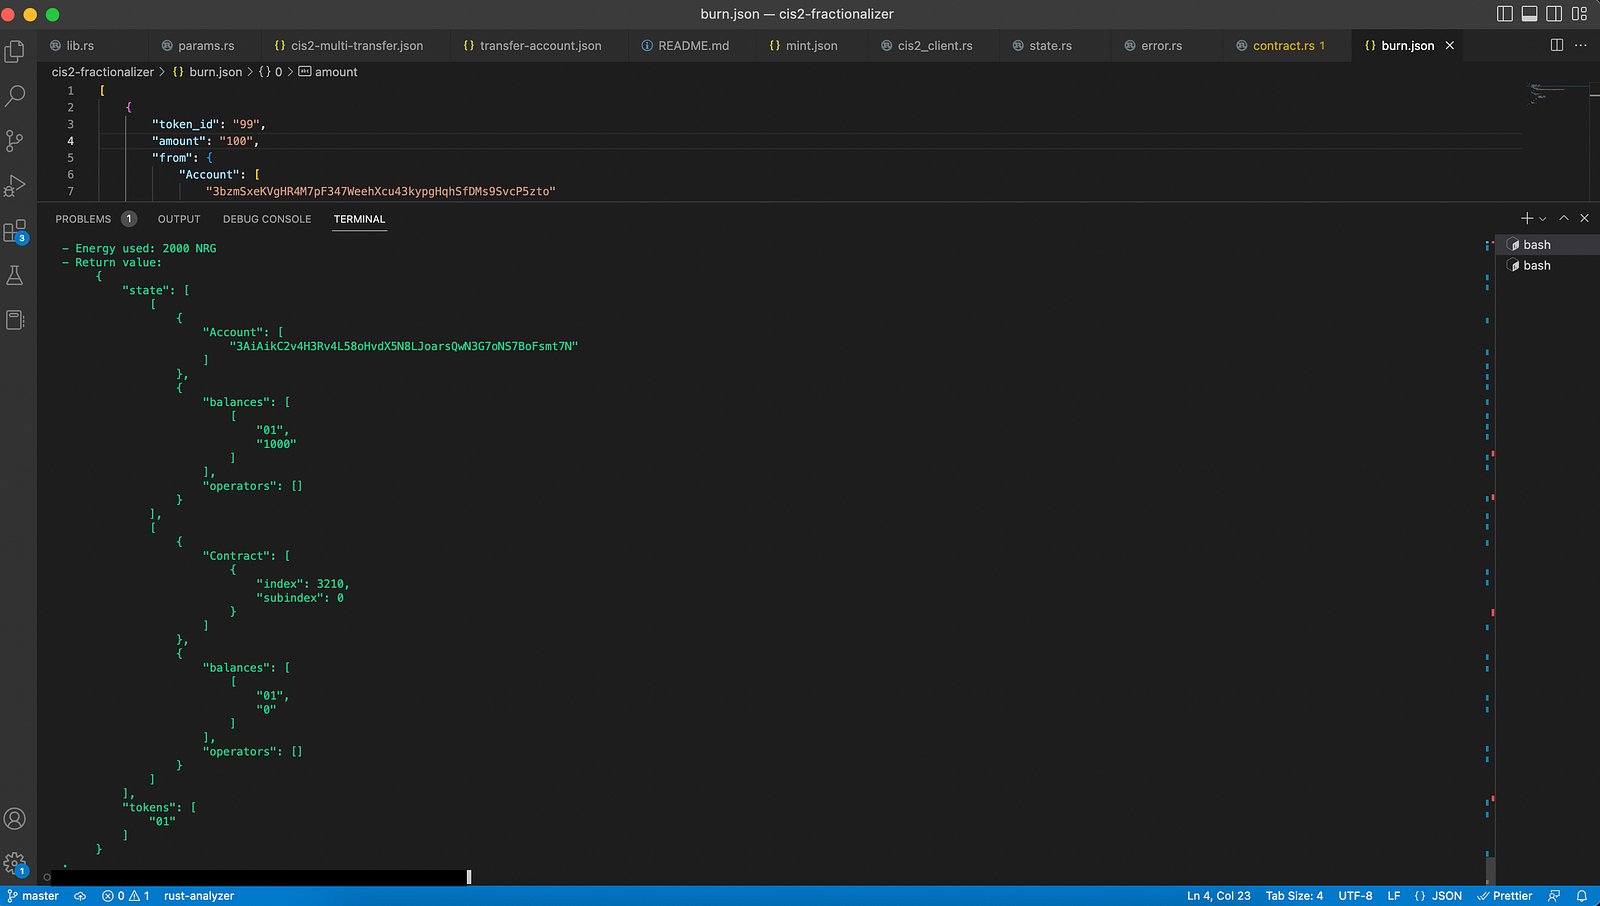 burn.json — cis2-fractionalizer
lib.rs
params.rs
{} cis2-multi-transfer.json
{} transfer-account.json
README.md
{} mint.json
cis2_client.rs
state.rs
error.rs
contract.rs 1
{} burn.json
cis2-fractionalizer > {} burn.json > {} 0 > amount
1 [
2 {
3 "token_id": "99",
4 "amount": "100",
5 "from": {
6 "Account": [
7 "3bzmSxeKVgHR4M7pF347WeehXcu43kypgHqhSfDMs9SvcP5zto"
PROBLEMS 1 OUTPUT DEBUG CONSOLE TERMINAL
bash
bash
- Energy used: 2000 NRG
- Return value:
{
"state": [
[
{
"Account": [
"3AiAikC2v4H3Rv4L58oHvdX5N8LJoarsQwN3G7oNS7BoFsmt7N"
]
},
{
"balances": [
[
"01",
"1000"
]
],
"operators": []
}
],
[
{
"Contract": [
{
"index": 3210,
"subindex": 0
}
]
},
{
"balances": [
[
"01",
"0"
]
],
"operators": []
}
]
],
"tokens": [
"01"
]
}
.
3
1
master 0 1 rust-analyzer
Ln 4, Col 23 Tab Size: 4 UTF-8 LF {} JSON Prettier